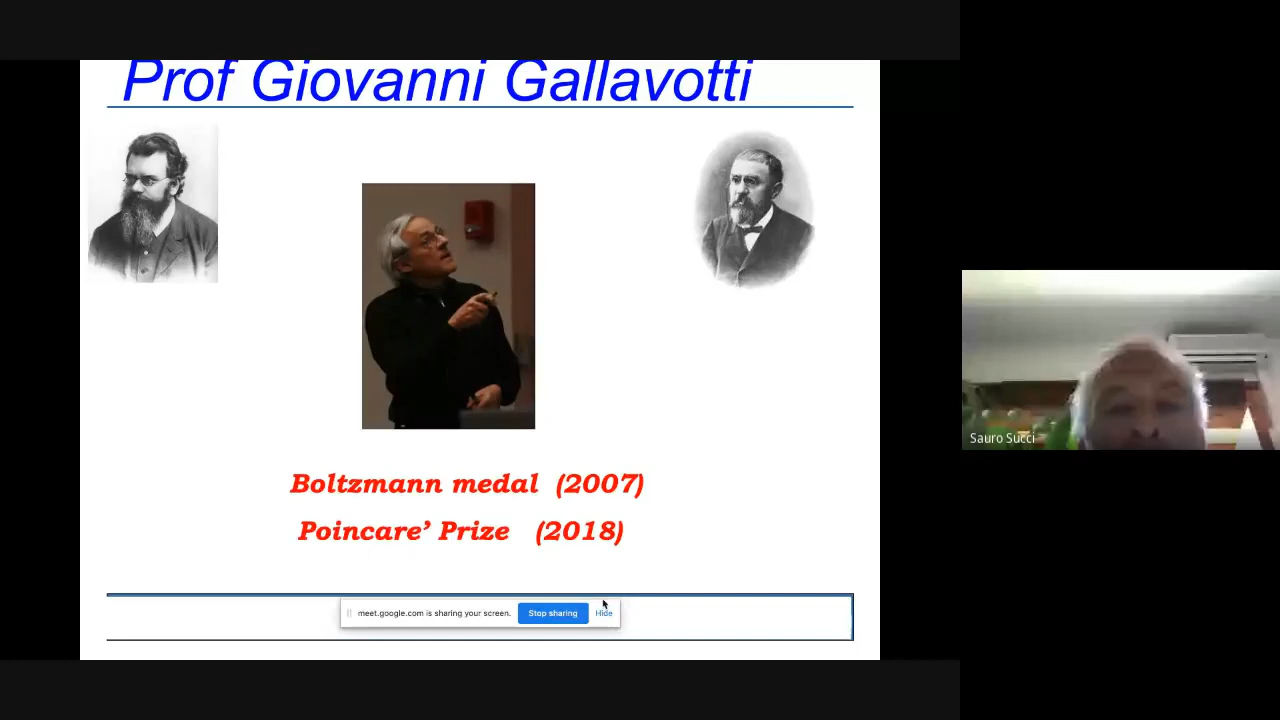 Prof Giovanni Gallavotti
Boltzmann medal (2007)
Poincare’ Prize (2018)
meet.google.com is sharing your screen. Stop sharing Hide
Sauro Succi